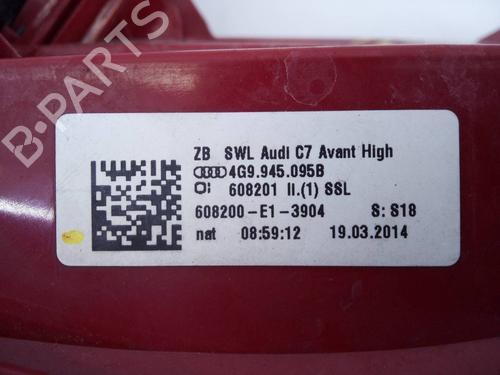 ZB SWL Audi C7 Avant High
4G9.945.095B
608201 II.(1) SSL
608200-E1-3904 S: S18
nat 08:59:12 19.03.2014
B-Parts